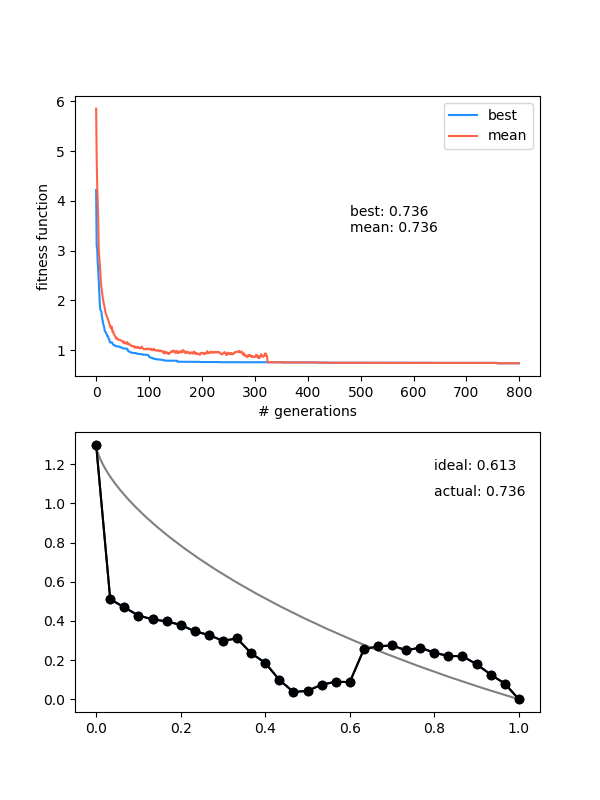 6
5
4
3
2
1
fitness function
best
mean
best: 0.736
mean: 0.736
0 100 200 300 400 500 600 700 800
# generations
1.2
1.0
0.8
0.6
0.4
0.2
0.0
ideal: 0.613
actual: 0.736
0.0 0.2 0.4 0.6 0.8 1.0